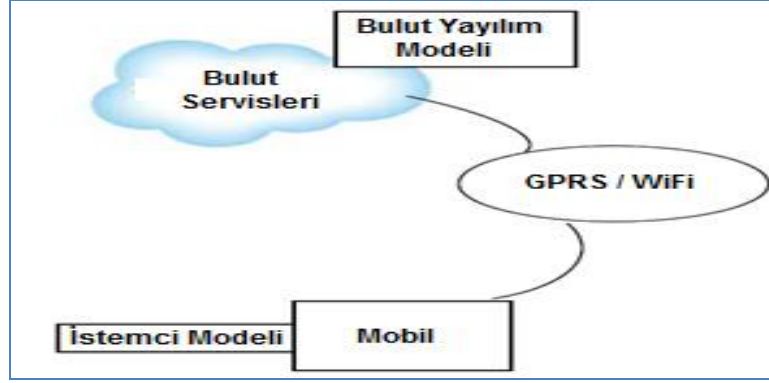 Bulut Yayılım
Modeli
Bulut
Servisleri
GPRS / WiFi
İstemci Modeli
Mobil